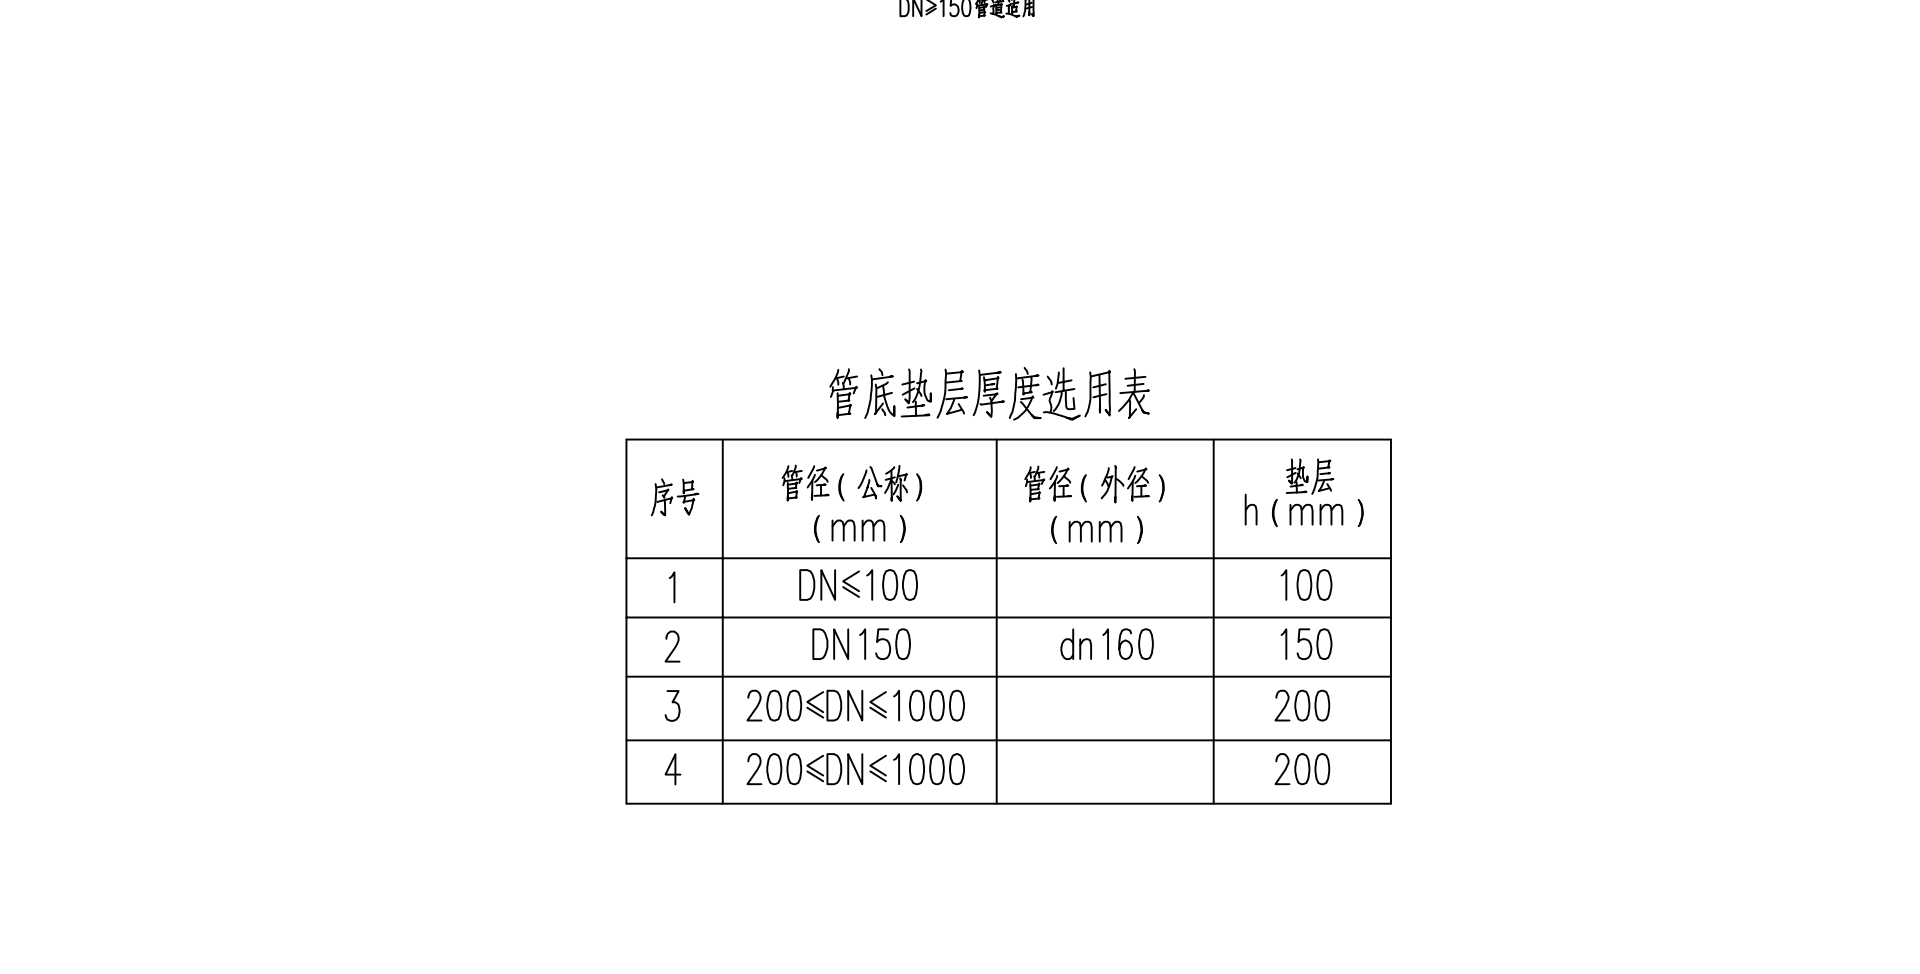 DN≥150管道适用
管底垫层厚度选用表
序号
管径(公称)
(mm)
管径(外径)
(mm)
垫层
h(mm)
1
DN≤100
100
2
DN150
dn160
150
3
200≤DN≤1000
200
4
200≤DN≤1000
200